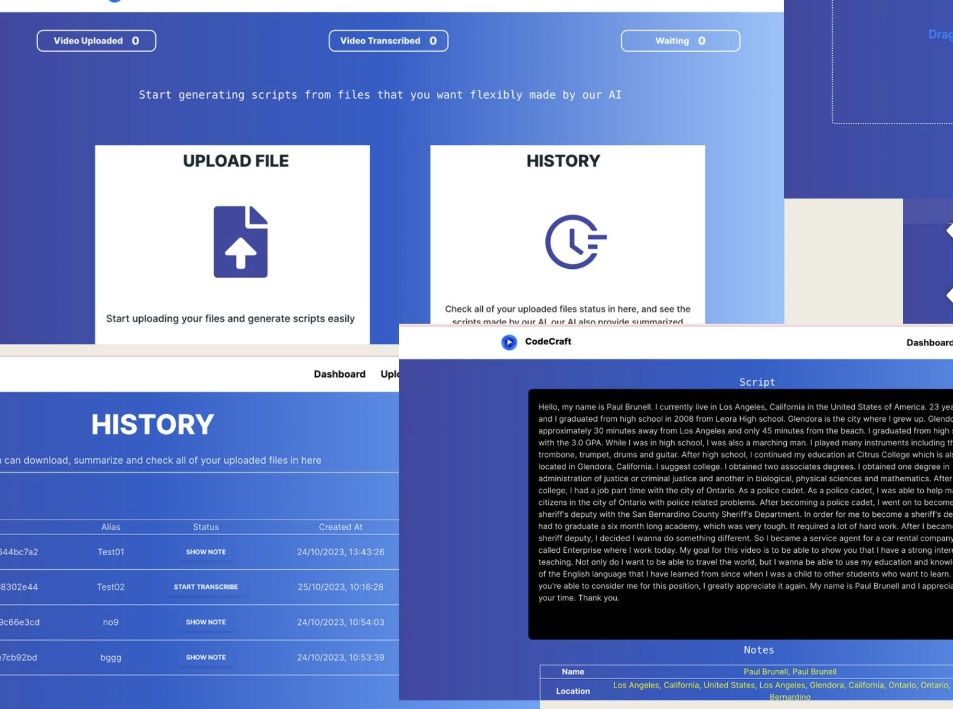 Video Uploaded 0
Video Transcribed 0
Waiting 0
Start generating scripts from files that you want flexibly made by our AI
UPLOAD FILE
Start uploading your files and generate scripts easily
HISTORY
Check all of your uploaded files status in here, and see the
scripts made by our AI, our AI also provide summarized
Drag
Dashboard
HISTORY
can download, summarize and check all of your uploaded files in here
Alias Status Created At
644bc7a2 Test01 SHOW NOTE 24/10/2023, 13:43:26
8302e44 Test02 START TRANSCRIBE 25/10/2023, 10:16:28
9c66e3cd no9 SHOW NOTE 24/10/2023, 10:54:03
e7cb92bd bggg SHOW NOTE 24/10/2023, 10:53:39
CodeCraft
Dashboard
Script
Hello, my name is Paul Brunell. I currently live in Los Angeles, California in the United States of America. 23 yea
and I graduated from high school in 2008 from Leora High school. Glendora is the city where I grew up. Glendo
approximately 30 minutes away from Los Angeles and only 45 minutes from the beach. I graduated from high
with the 3.0 GPA. While I was in high school, I was also a marching man. I played many instruments including th
trombone, trumpet, drums and guitar. After high school, I continued my education at Citrus College which is als
located in Glendora, California. I suggest college. I obtained two associates degrees. I obtained one degree in
administration of justice or criminal justice and another in biological, physical sciences and mathematics. After
college, I had a job part time with the city of Ontario. As a police cadet. As a police cadet, I was able to help ma
citizens in the city of Ontario with police related problems. After becoming a police cadet, I went on to become
sheriff's deputy with the San Bernardino County Sheriff's Department. In order for me to become a sheriff's de
had to graduate a six month long academy, which was very tough. It required a lot of hard work. After I becam
sheriff deputy, I decided I wanna do something different. So I became a service agent for a car rental company
called Enterprise where I work today. My goal for this video is to be able to show you that I have a strong intere
teaching. Not only do I want to be able to travel the world, but I wanna be able to use my education and knowl
of the English language that I have learned from since when I was a child to other students who want to learn.
you're able to consider me for this position, I greatly appreciate it again. My name is Paul Brunell and I apprecia
your time. Thank you.
Notes
Name Paul Brunell, Paul Brunell
Location Los Angeles, California, United States, Los Angeles, Glendora, California, Ontario, Ontario,
Bernardino